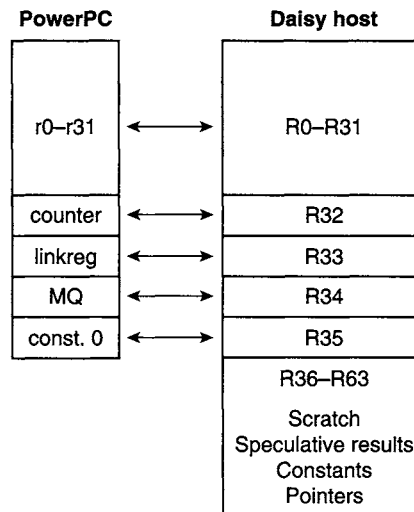 PowerPC Daisy host
r0–r31 R0–R31
counter R32
linkreg R33
MQ R34
const. 0 R35
R36–R63
Scratch
Speculative results
Constants
Pointers